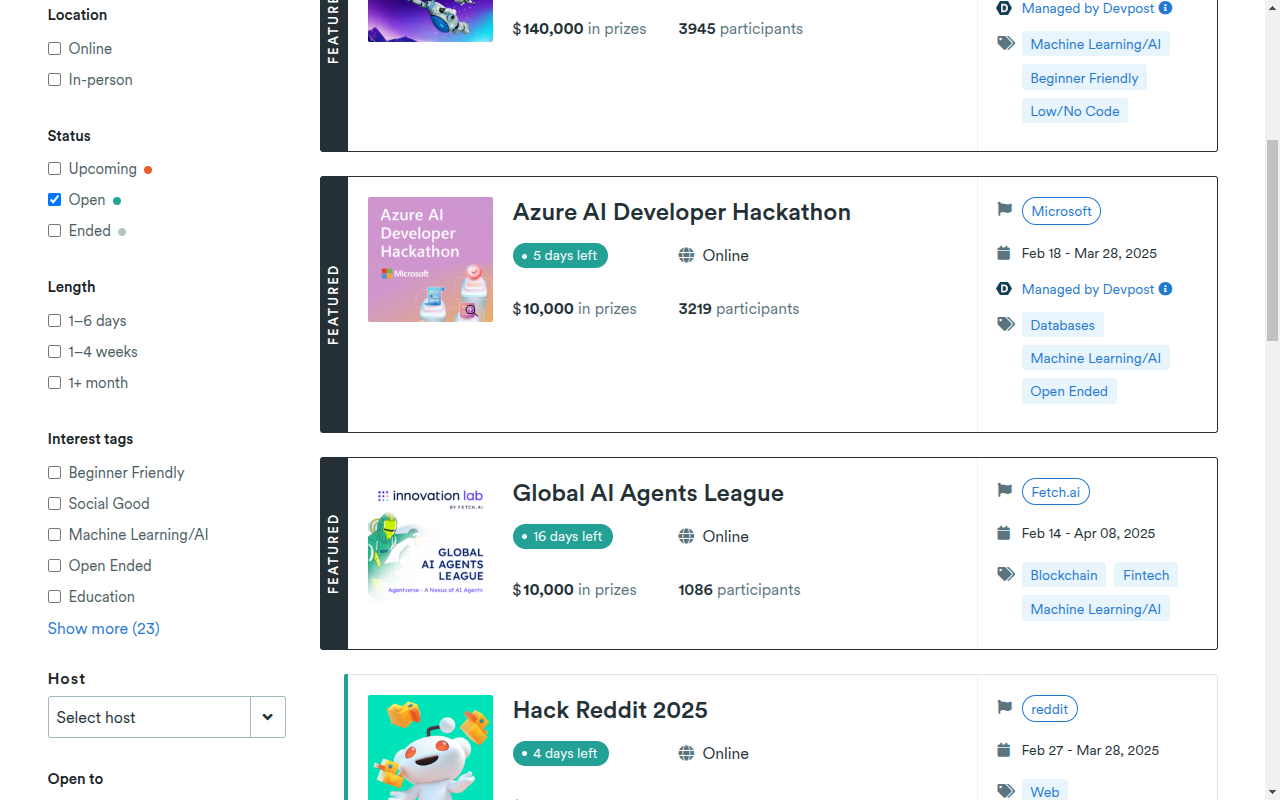 Location
Online
In-person
Status
Upcoming
Open
Ended
Length
1–6 days
1–4 weeks
1+ month
Interest tags
Beginner Friendly
Social Good
Machine Learning/AI
Open Ended
Education
Show more (23)
Host
Select host
Open to
FEATURED
$140,000 in prizes 3945 participants
Managed by Devpost
Machine Learning/AI
Beginner Friendly
Low/No Code
FEATURED
Azure AI
Developer
Hackathon
Microsoft
Azure AI Developer Hackathon
5 days left Online
$10,000 in prizes 3219 participants
Microsoft
Feb 18 - Mar 28, 2025
Managed by Devpost
Databases
Machine Learning/AI
Open Ended
FEATURED
innovation lab
BY FETCH.AI
GLOBAL
AI AGENTS
LEAGUE
Agentverse - A Nexus of AI Agents
Global AI Agents League
16 days left Online
$10,000 in prizes 1086 participants
Fetch.ai
Feb 14 - Apr 08, 2025
Blockchain Fintech
Machine Learning/AI
Hack Reddit 2025
4 days left Online
reddit
Feb 27 - Mar 28, 2025
Web